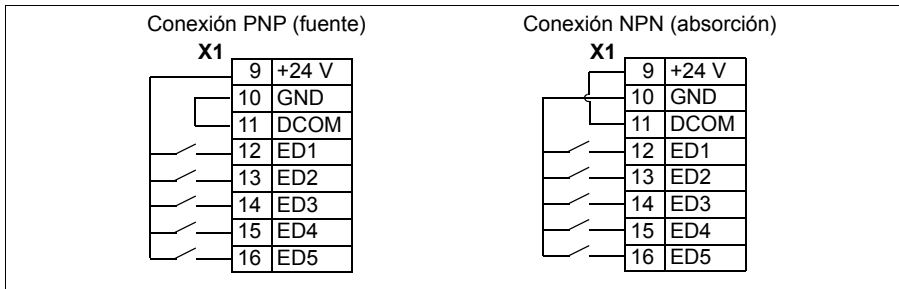 Conexión PNP (fuente)
X1
9 +24 V
10 GND
11 DCOM
12 ED1
13 ED2
14 ED3
15 ED4
16 ED5
Conexión NPN (absorción)
X1
9 +24 V
10 GND
11 DCOM
12 ED1
13 ED2
14 ED3
15 ED4
16 ED5